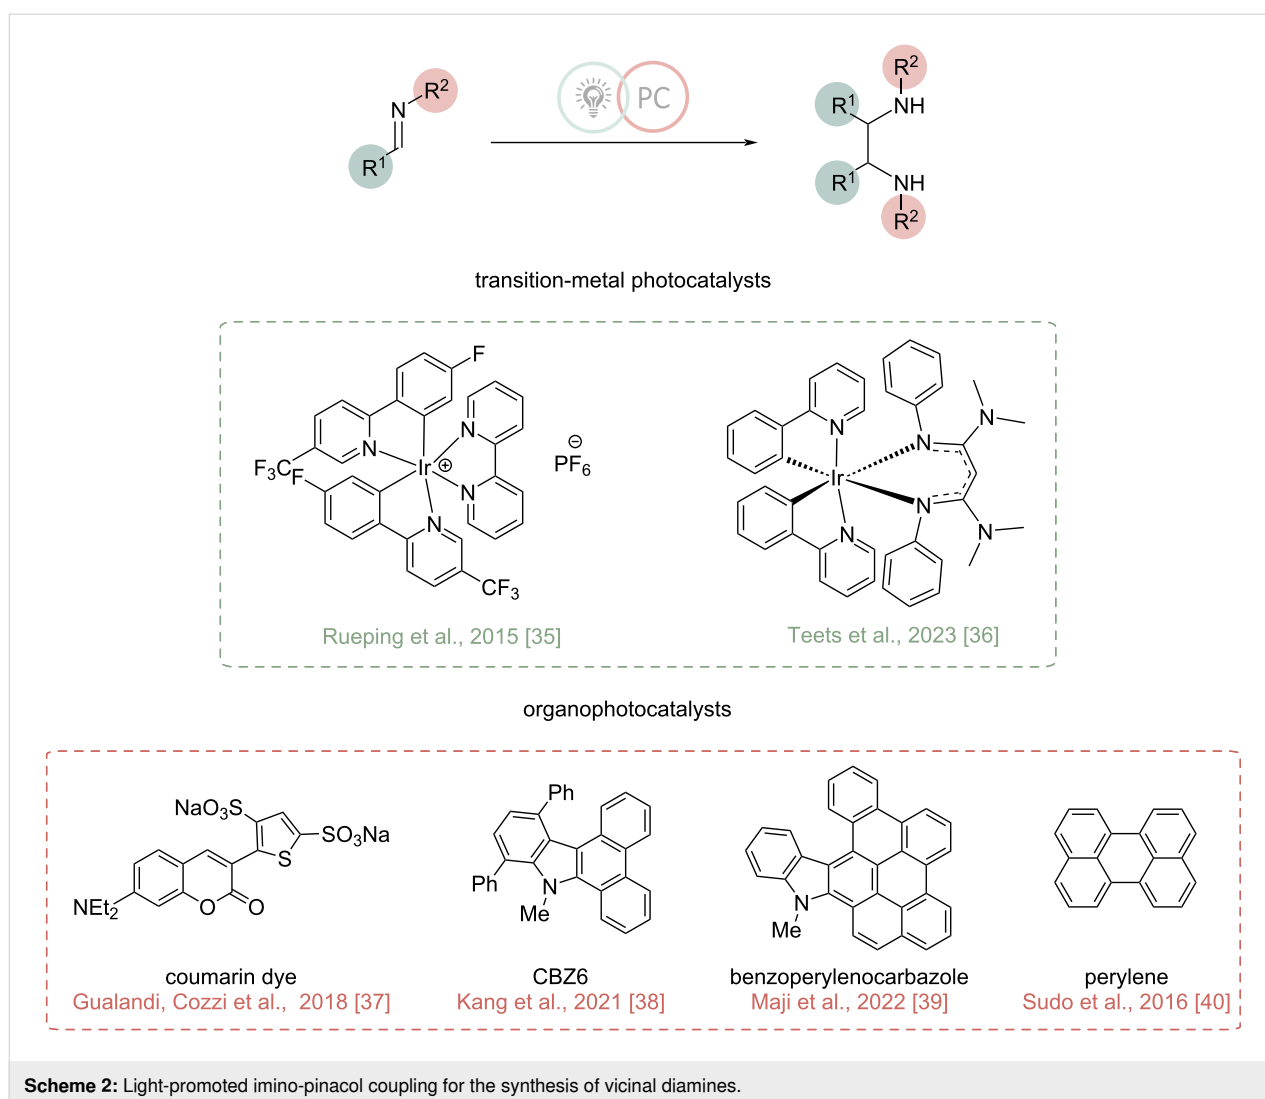 R2
N
R1
PC
R2
R1
NH
R1
NH
R2
transition-metal photocatalysts
F
N
N
F3C
F
Ir
⊕
⊖
PF6
N
N
CF3
Rueping et al., 2015 [35]
N
N
N
Ir
N
N
N
Teets et al., 2023 [36]
organophotocatalysts
NaO3S
SO3Na
S
NEt2
O
O
coumarin dye
Gualandi, Cozzi et al., 2018 [37]
Ph
Ph
N
Me
CBZ6
Kang et al., 2021 [38]
N
Me
benzoperylenocarbazole
Maji et al., 2022 [39]
perylene
Sudo et al., 2016 [40]
Scheme 2: Light-promoted imino-pinacol coupling for the synthesis of vicinal diamines.